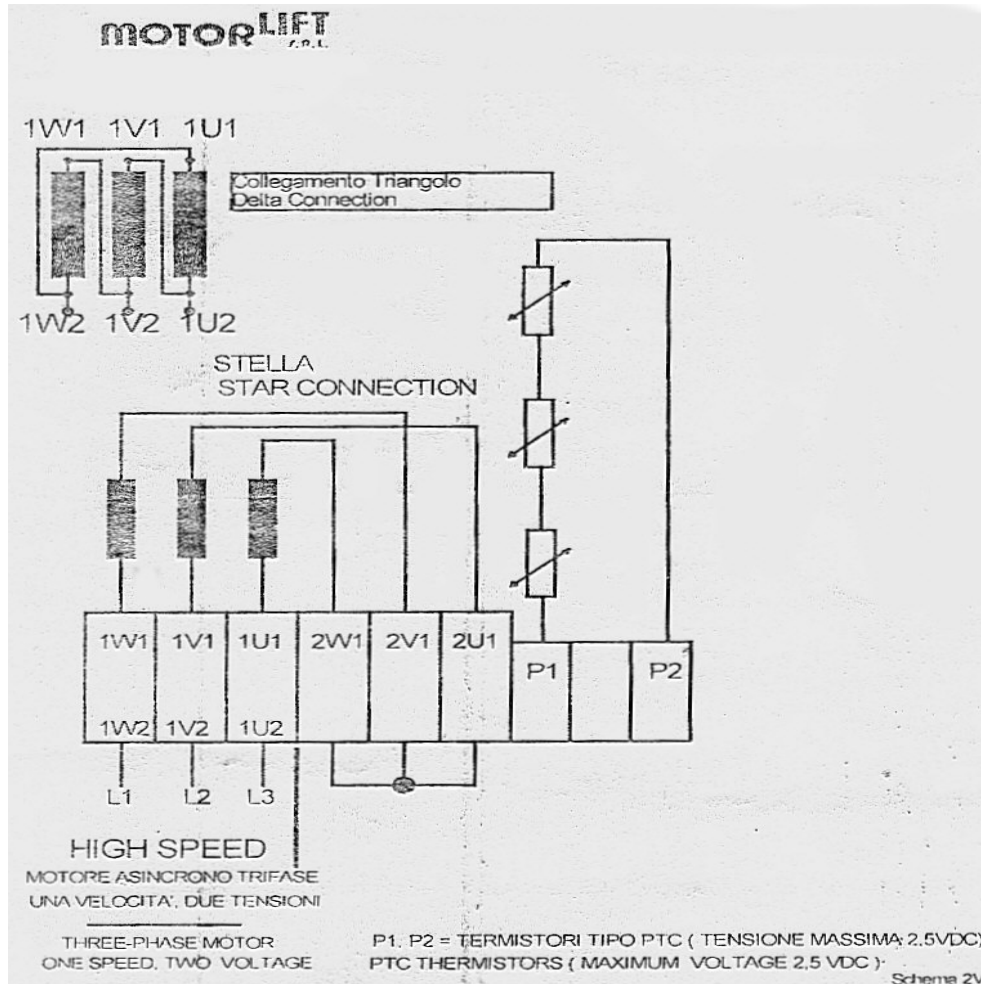 MOTORLIFT
s.r.l.
1W1 1V1 1U1
Collegamento Triangolo
Delta Connection
1W2 1V2 1U2
STELLA
STAR CONNECTION
1W1 1V1 1U1 2W1 2V1 2U1
P1 P2
1W2 1V2 1U2
L1 L2 L3
HIGH SPEED
MOTORE ASINCRONO TRIFASE
UNA VELOCITA', DUE TENSIONI
THREE-PHASE MOTOR
ONE SPEED, TWO VOLTAGE
P1, P2 = TERMISTORI TIPO PTC ( TENSIONE MASSIMA 2,5VDC)
PTC THERMISTORS ( MAXIMUM VOLTAGE 2,5 VDC )
Schema 2V